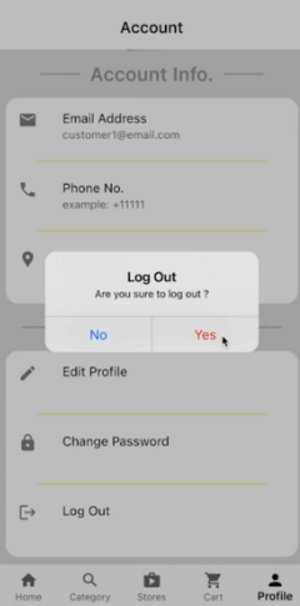 Account
Account Info.
Email Address
customer1@email.com
Phone No.
example: +11111
Log Out
Are you sure to log out ?
No
Yes
Edit Profile
Change Password
Log Out
Home
Category
Stores
Cart
Profile